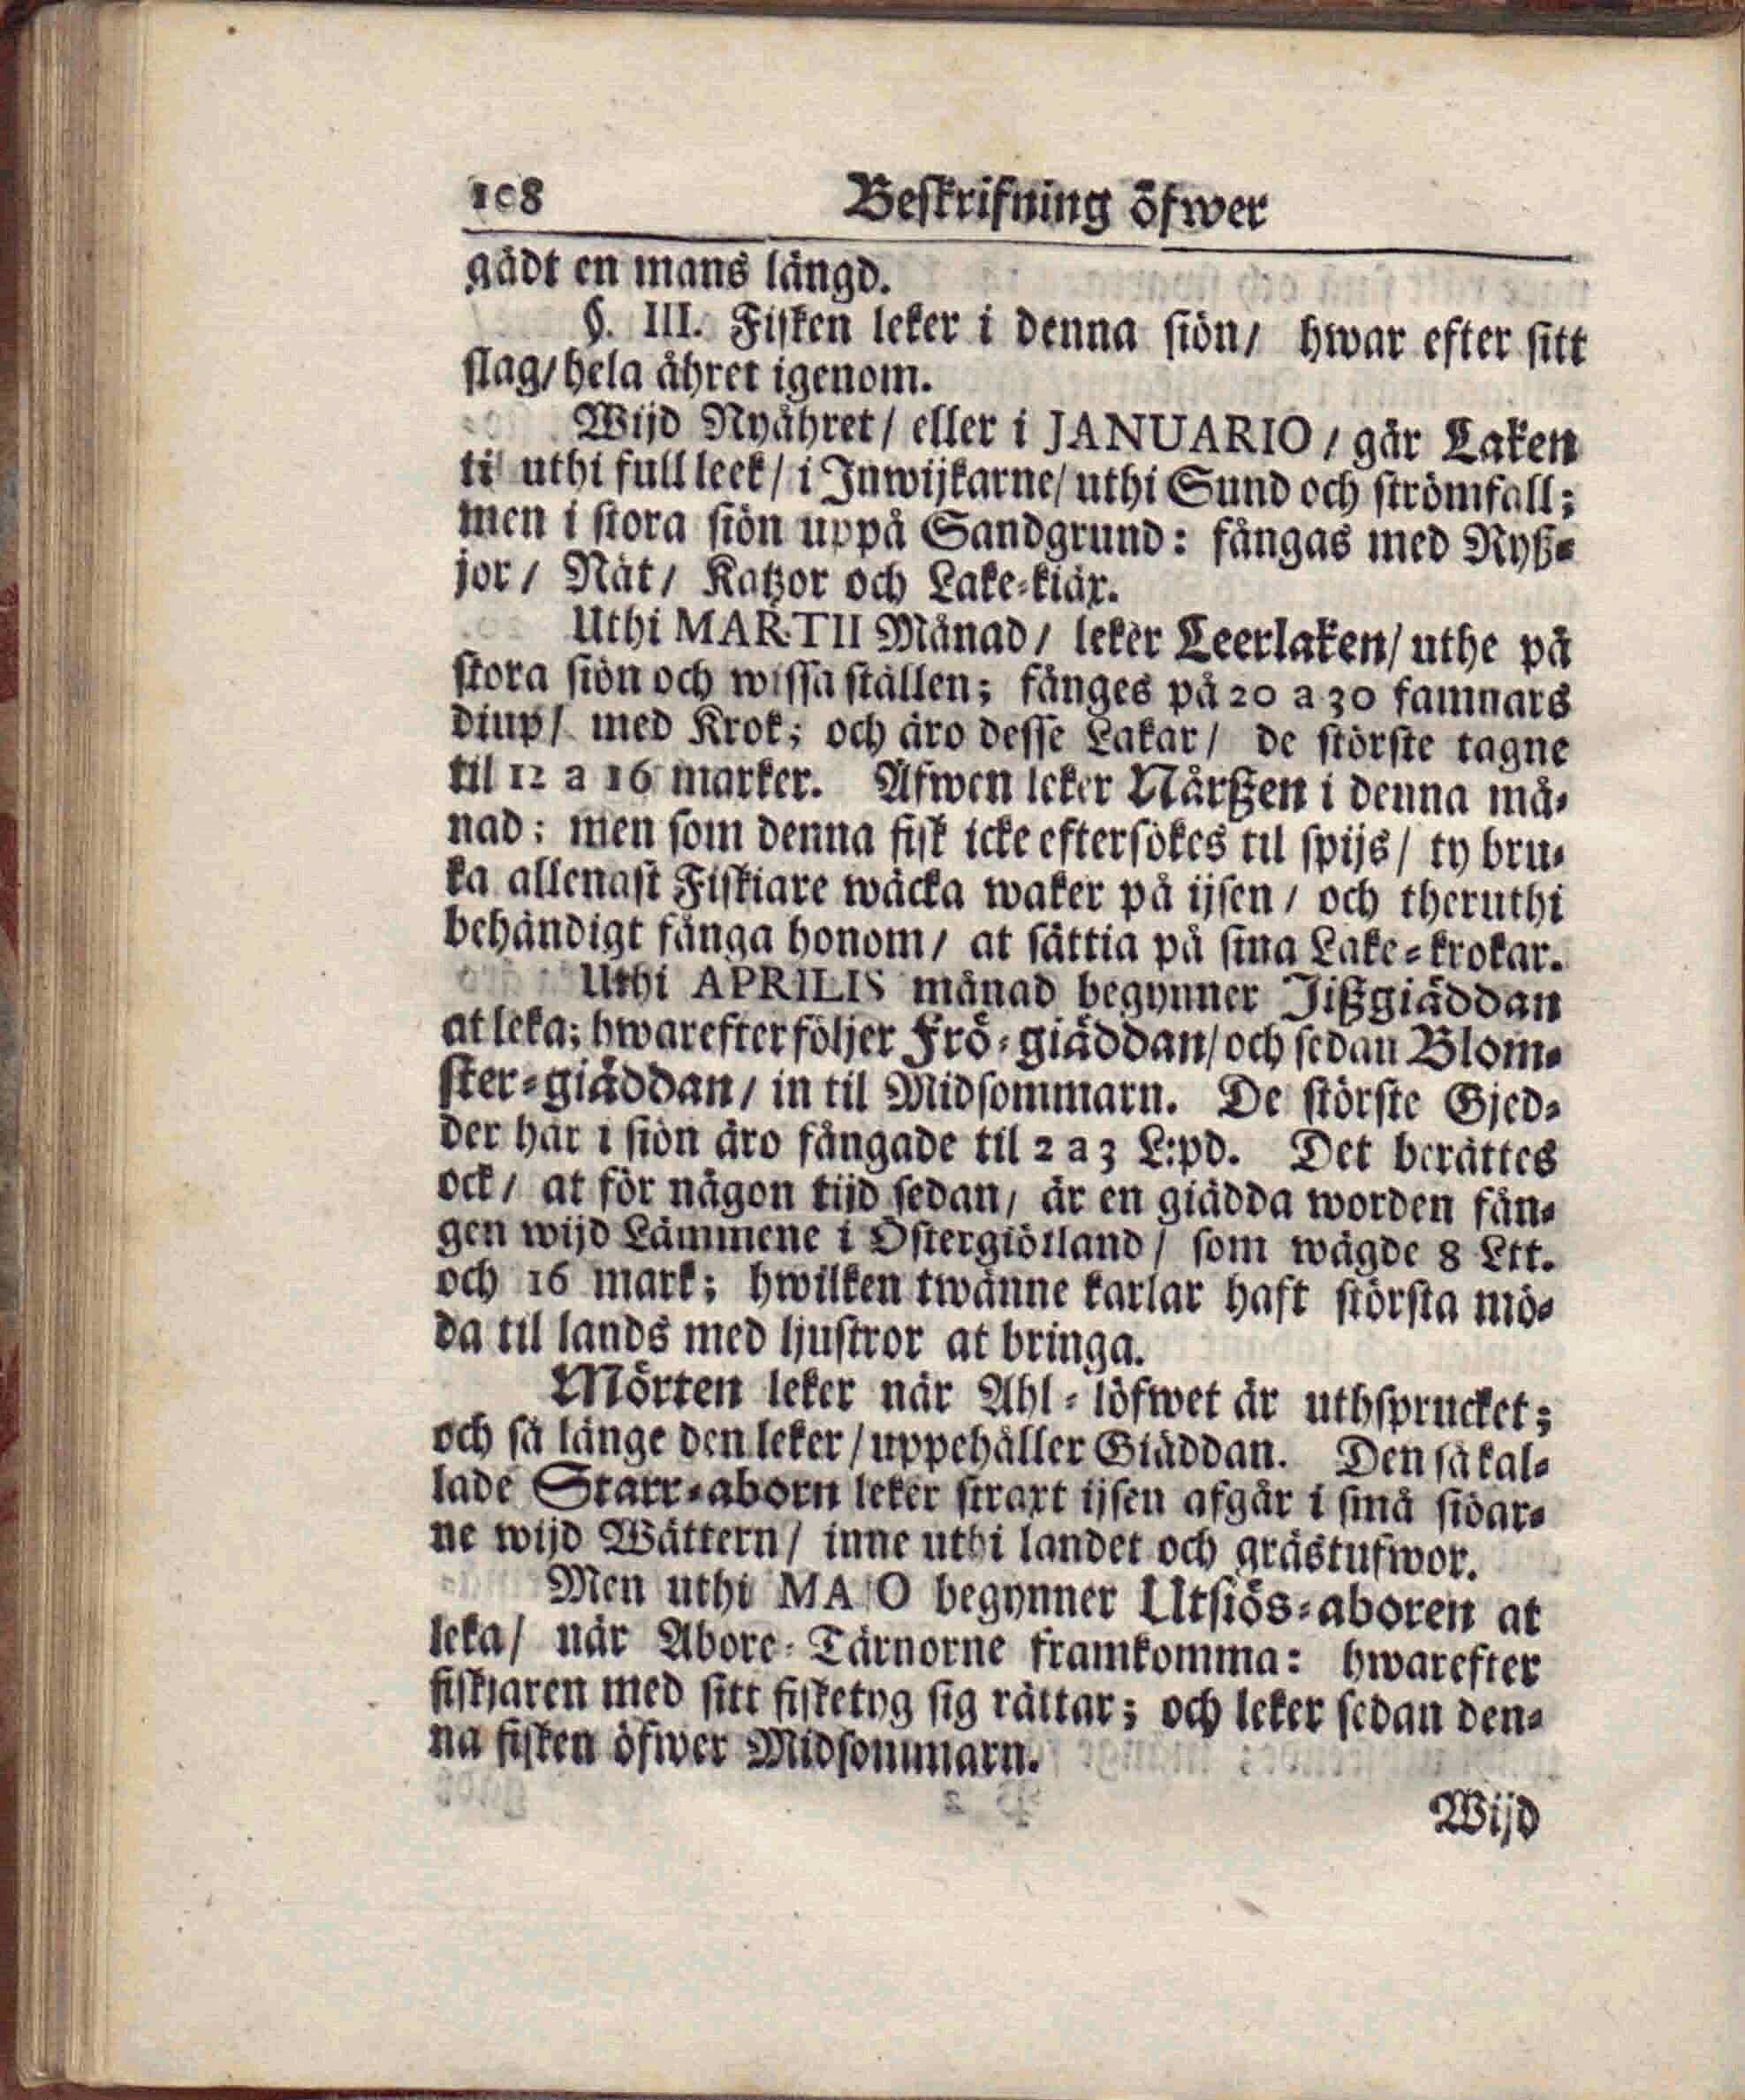 108 Beskrifning öfwer
gådt en mans längd.
§. III. Fisken leker i denna siön/ hwar efter sitt
slag/ hela åhret igenom.
Wijd Nyåhret/ eller i JANUARIO / går Laken
til uthi full leek/ i Jnwijkarne/ uthi Sund och strömfall;
men i stora siön uppå Sandgrund: fångas med Ryß-
jor / Nät/ Katzor och Lake-kiäx.
Uthi MARTII Månad/ leker Leerlaken/ uthe på
stora siön och wissa ställen; fånges på 20 a 30 famnars
diup/ med Krok; och äro desse Lakar/ de störste tagne
til 12 a 16 marker. Äfwen leker Nårßen i denna må-
nad; men som denna fisk icke eftersökes til spijs/ ty bru-
ka allenast Fiskiare wäcka waker på ijsen / och theruthi
behändigt fånga honom/ at sättia på sina Lake-krokar.
Uthi APRILIS månad begynner Jißgiäddan
at leka; hwarefter följer Frö-giäddan/ och sedan Blom-
ster-giäddan/ in til Midsommarn. De störste Gjed-
der här i siön äro fångade til 2 a 3 L:pd. Det berättes
ock/ at för någon tijd sedan/ är en giädda worden fån-
gen wijd Lämmene i Östergiötland/ som wägde 8 Ltt.
och 16 mark; hwilken twänne karlar haft största mö-
da til lands med ljustror at bringa.
Mörten leker när Ahl-löfwet är uthsprucket;
och så länge den leker/ uppehåller Giäddan. Den så kal-
lade Starr-aborn leker straxt ijsen afgår i små siöar-
ne wijd Wättern/ inne uthi landet och grästufwor.
Men uthi MAJO begynner Utsiös-aboren at
leka/ när Abore-Tärnorne framkomma: hwarefter
fiskjaren med sitt fisketyg sig rättar; och leker sedan den-
na fisken öfwer Midsommarn.
Wijd